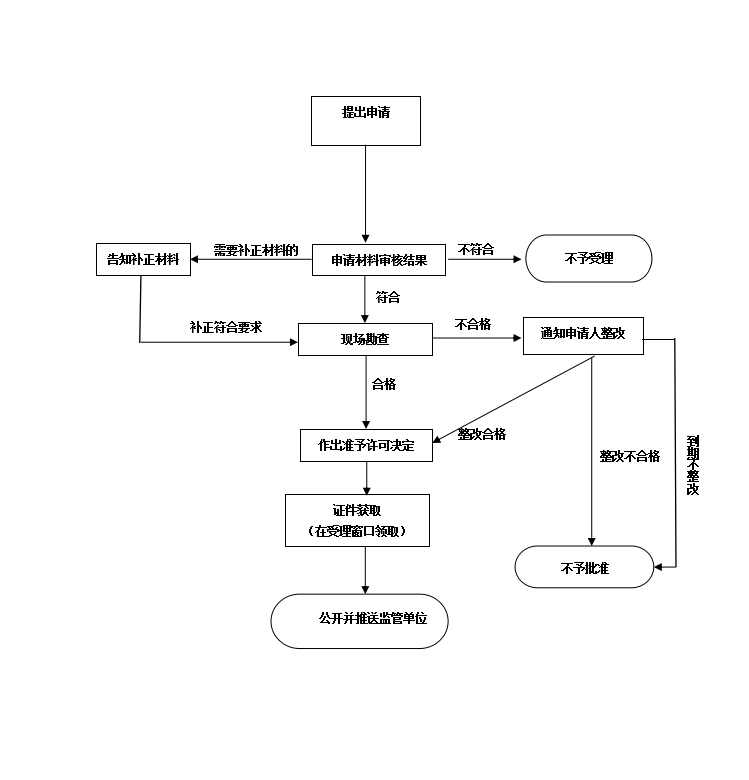 提出申请
需要补正材料的
不符合
告知补正材料
申请材料审核结果
不予受理
符合
补正符合要求
现场勘查
不合格
通知申请人整改
合格
作出准予许可决定
整改合格
整改不合格
到期不整改
证件获取
（在受理窗口领取）
不予批准
公开并推送监管单位